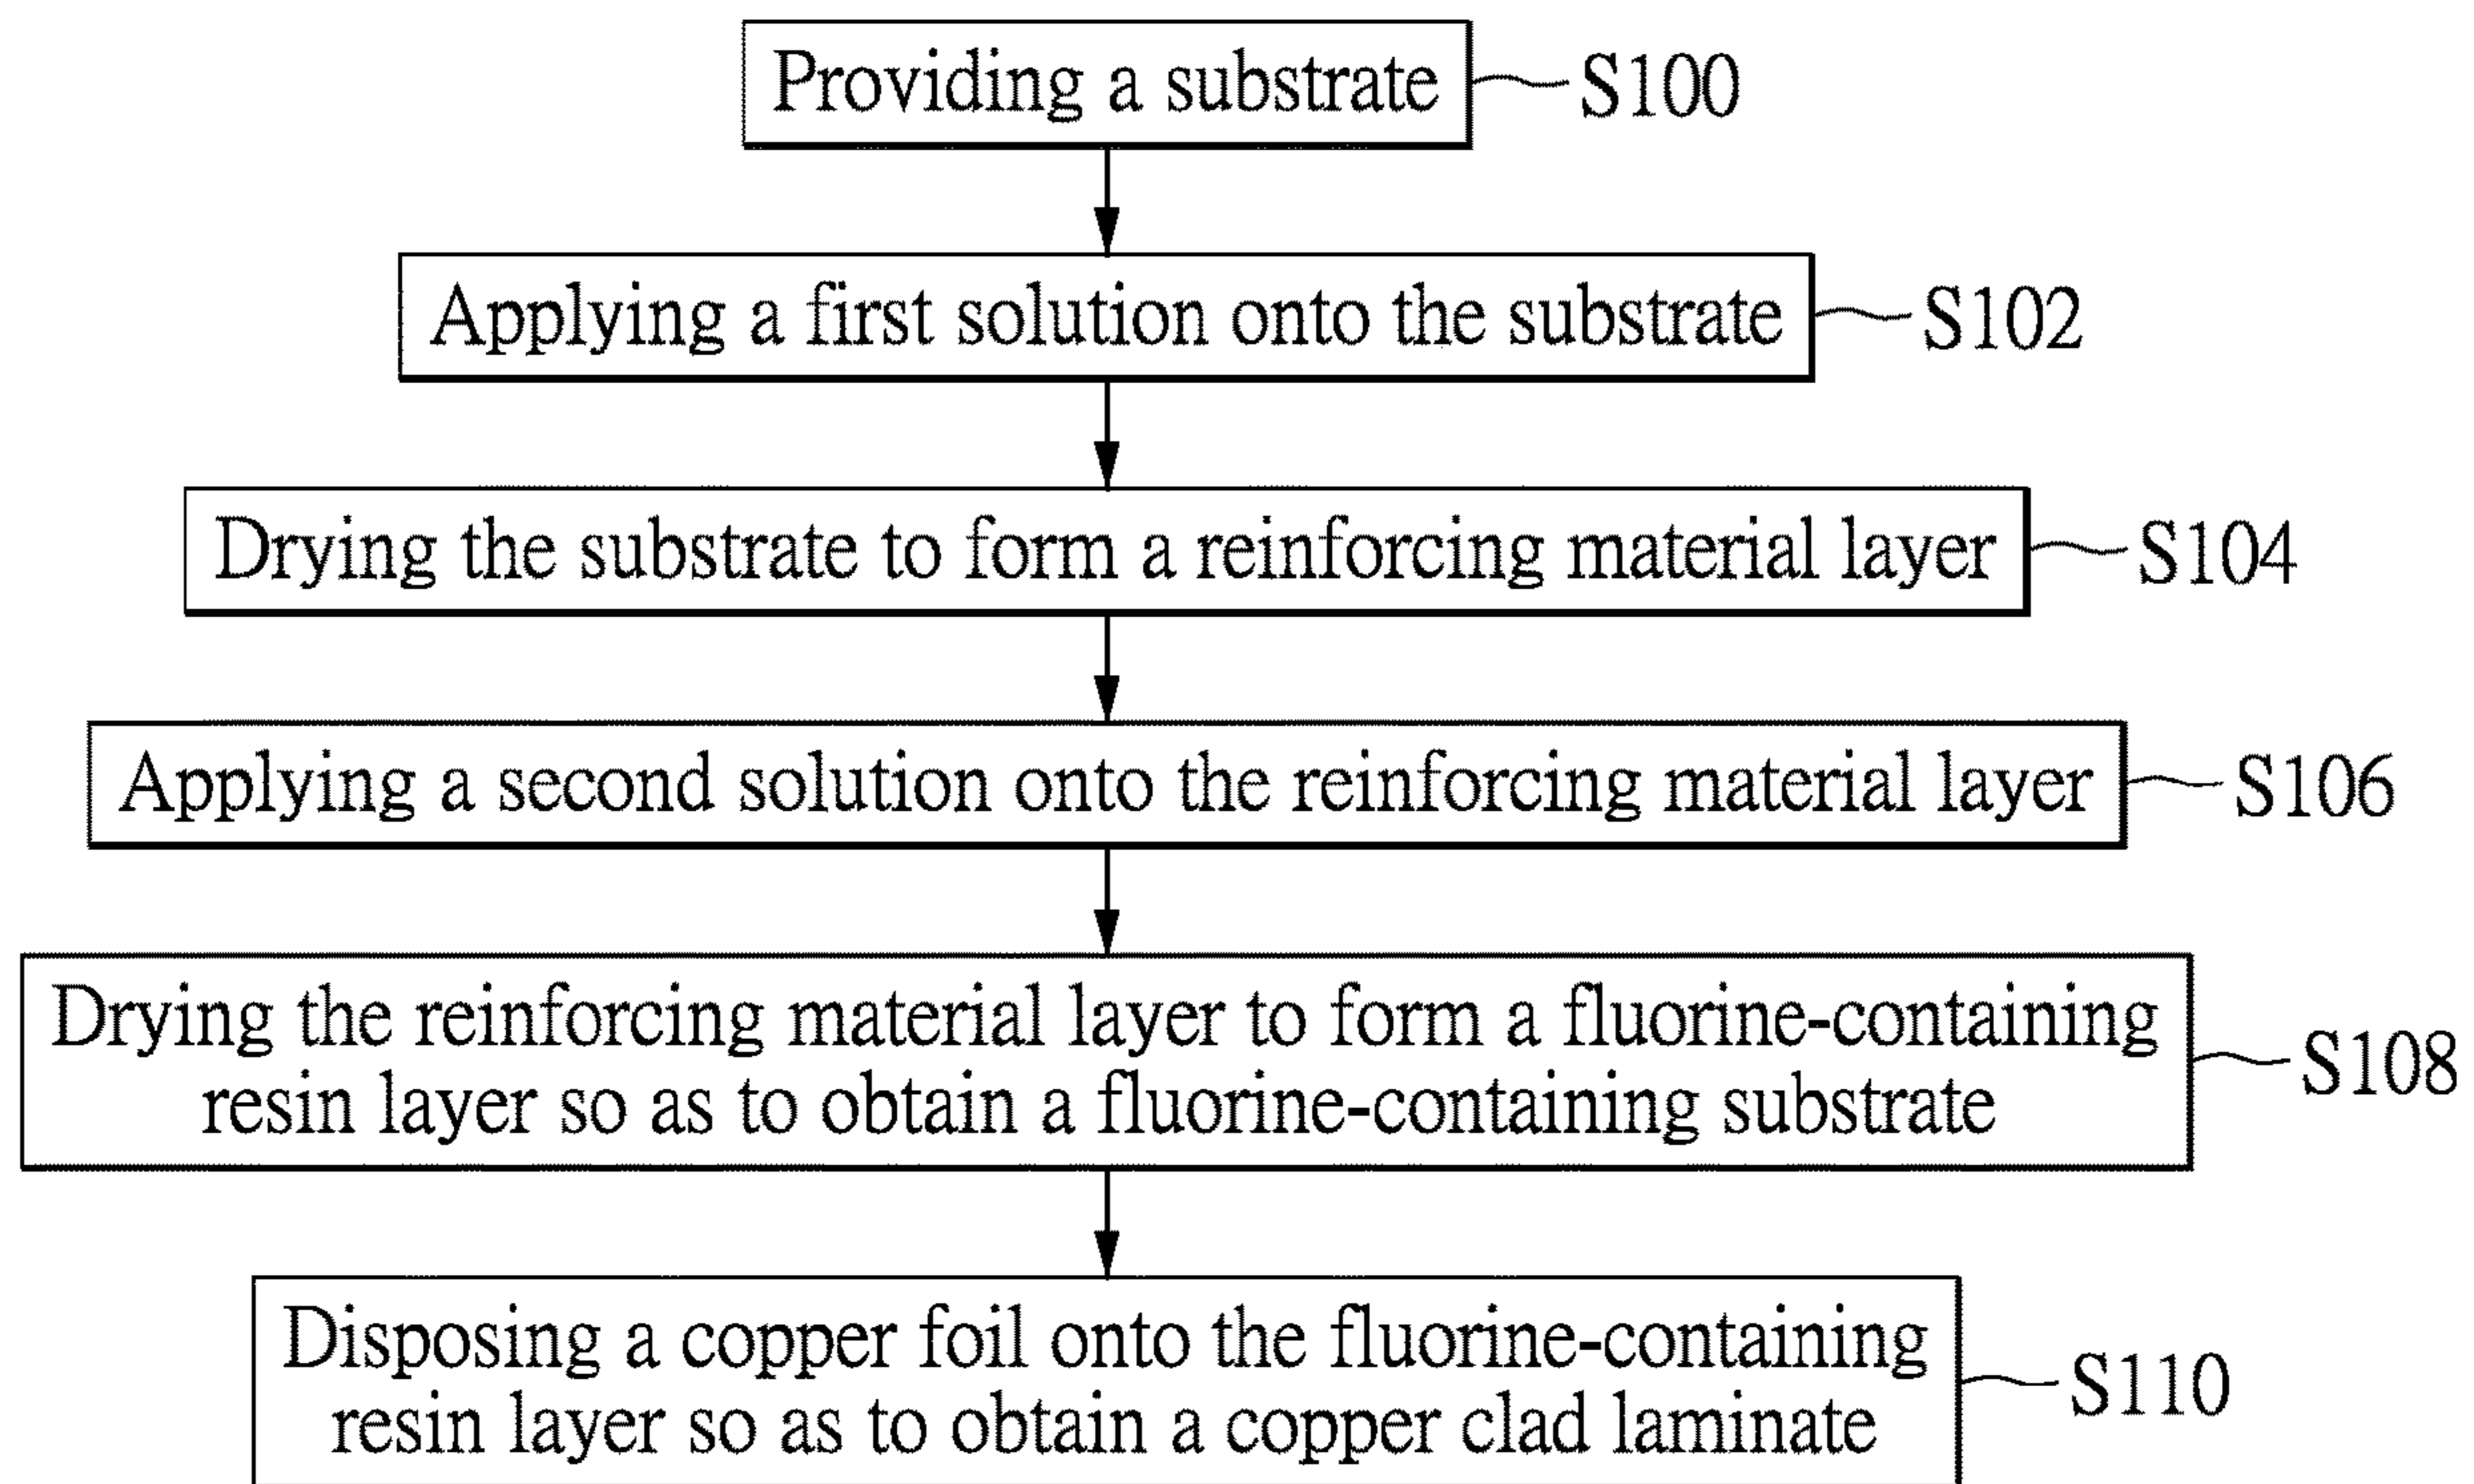 Providing a substrate
S100
Applying a first solution onto the substrate
S102
Drying the substrate to form a reinforcing material layer
S104
Applying a second solution onto the reinforcing material layer
S106
Drying the reinforcing material layer to form a fluorine-containing
resin layer so as to obtain a fluorine-containing substrate
S108
Disposing a copper foil onto the fluorine-containing
resin layer so as to obtain a copper clad laminate
S110